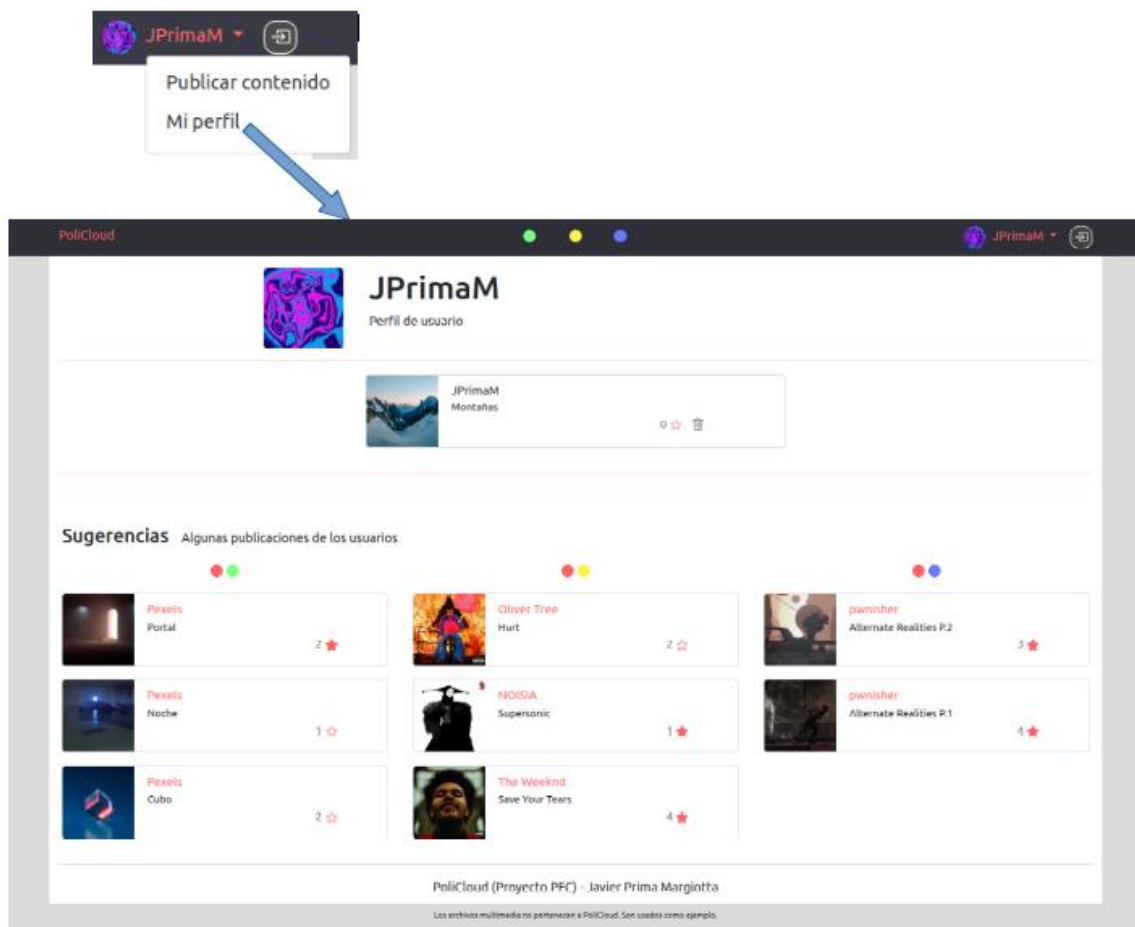 JPrimaM
Publicar contenido
Mi perfil
PoliCloud
JPrimaM
JPrimaM
Perfil de usuario
JPrimaM
Montañas
0
Sugerencias Algunas publicaciones de los usuarios
Pexels
Portal
2
Oliver Tree
Hurt
2
pwnisher
Alternate Realities P.2
3
Pexels
Noche
1
NOISIA
Supersonic
1
pwnisher
Alternate Realities P.1
4
Pexels
Cubo
2
The Weeknd
Save Your Tears
4
PoliCloud (Proyecto PFC) - Javier Prima Margiotta
Los archivos multimedia no pertenecen a PoliCloud. Son usados como ejemplo.